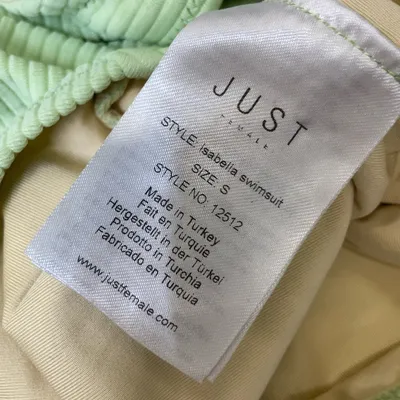 JUST
FEMALE
STYLE: isabella swimsuit
SIZE: S
STYLE NO: 12512
Made in Turkey
Fait en Turquie
Hergestellt in der Türkei
Prodotto in Turchia
Fabricado en Turquia
www.justfemale.com